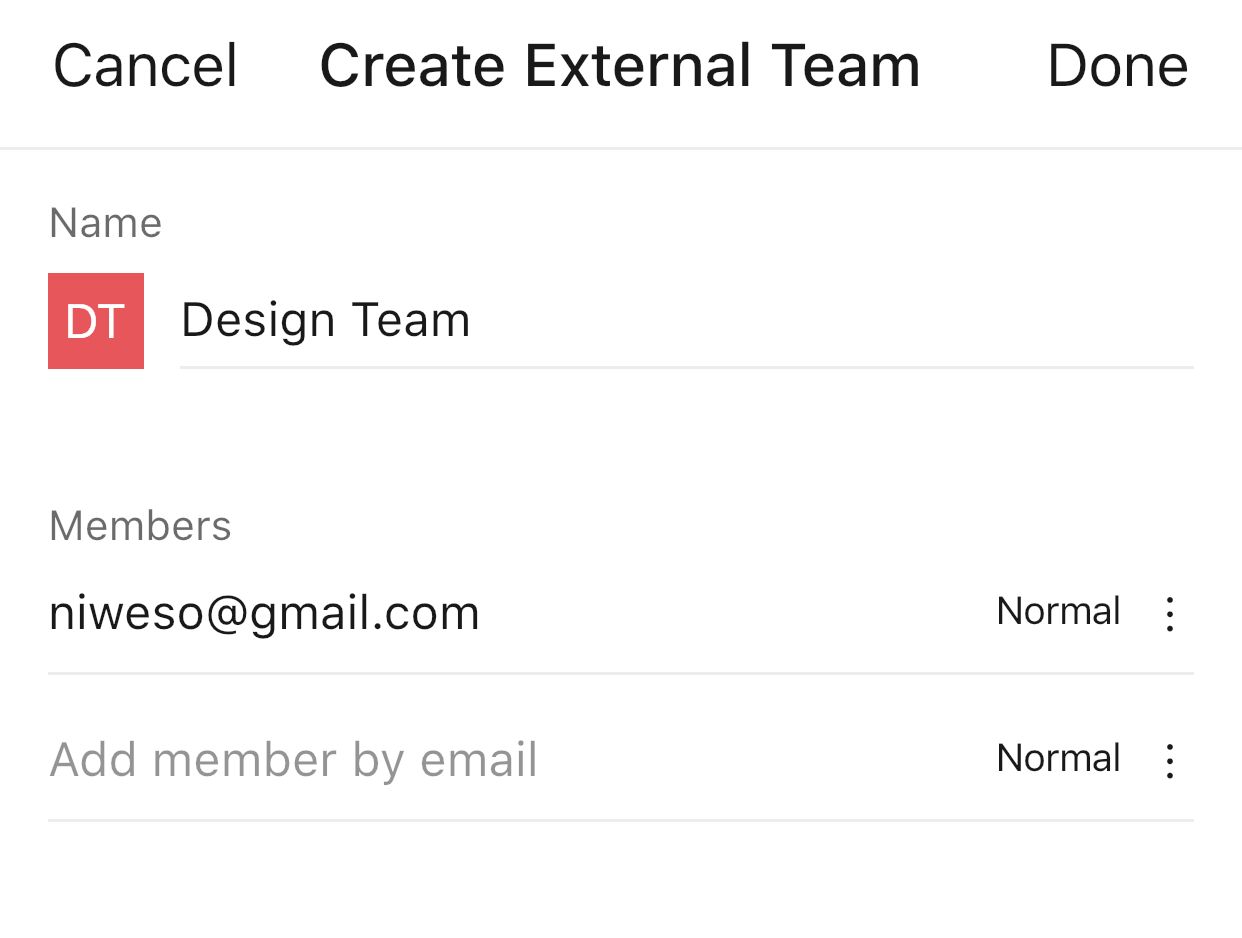 Cancel Create External Team Done
Name
DT Design Team
Members
niweso@gmail.com Normal
Add member by email Normal